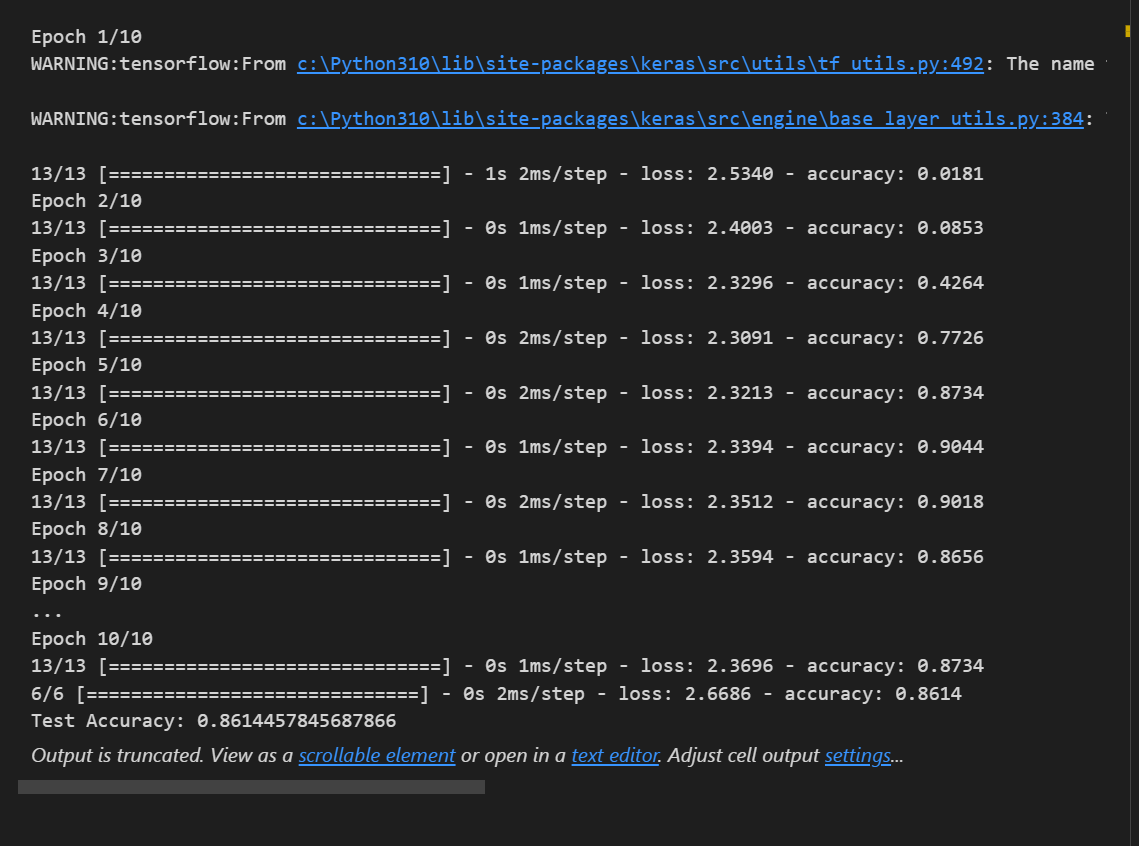 Epoch 1/10
WARNING:tensorflow:From c:\Python310\lib\site-packages\keras\src\utils\tf_utils.py:492: The name
WARNING:tensorflow:From c:\Python310\lib\site-packages\keras\src\engine\base_layer_utils.py:384:
13/13 [==============================] - 1s 2ms/step - loss: 2.5340 - accuracy: 0.0181
Epoch 2/10
13/13 [==============================] - 0s 1ms/step - loss: 2.4003 - accuracy: 0.0853
Epoch 3/10
13/13 [==============================] - 0s 1ms/step - loss: 2.3296 - accuracy: 0.4264
Epoch 4/10
13/13 [==============================] - 0s 2ms/step - loss: 2.3091 - accuracy: 0.7726
Epoch 5/10
13/13 [==============================] - 0s 2ms/step - loss: 2.3213 - accuracy: 0.8734
Epoch 6/10
13/13 [==============================] - 0s 1ms/step - loss: 2.3394 - accuracy: 0.9044
Epoch 7/10
13/13 [==============================] - 0s 2ms/step - loss: 2.3512 - accuracy: 0.9018
Epoch 8/10
13/13 [==============================] - 0s 1ms/step - loss: 2.3594 - accuracy: 0.8656
Epoch 9/10
...
Epoch 10/10
13/13 [==============================] - 0s 1ms/step - loss: 2.3696 - accuracy: 0.8734
6/6 [==============================] - 0s 2ms/step - loss: 2.6686 - accuracy: 0.8614
Test Accuracy: 0.8614457845687866
Output is truncated. View as a scrollable element or open in a text editor. Adjust cell output settings...